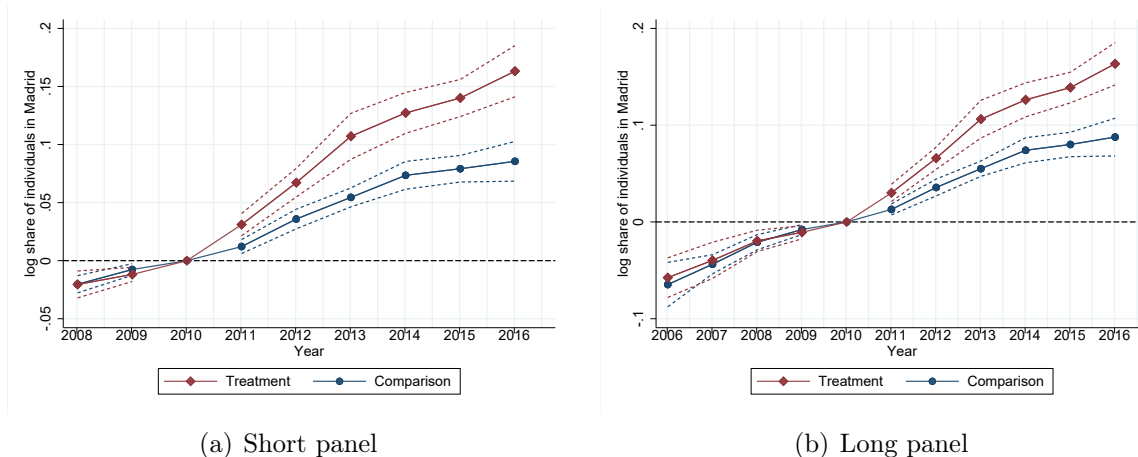 log share of individuals in Madrid
.2
.15
.1
.05
0
-.05
2008 2009 2010 2011 2012 2013 2014 2015 2016
Year
Treatment Comparison
(a) Short panel
log share of individuals in Madrid
.2
.1
0
-.1
2006 2007 2008 2009 2010 2011 2012 2013 2014 2015 2016
Year
Treatment Comparison
(b) Long panel